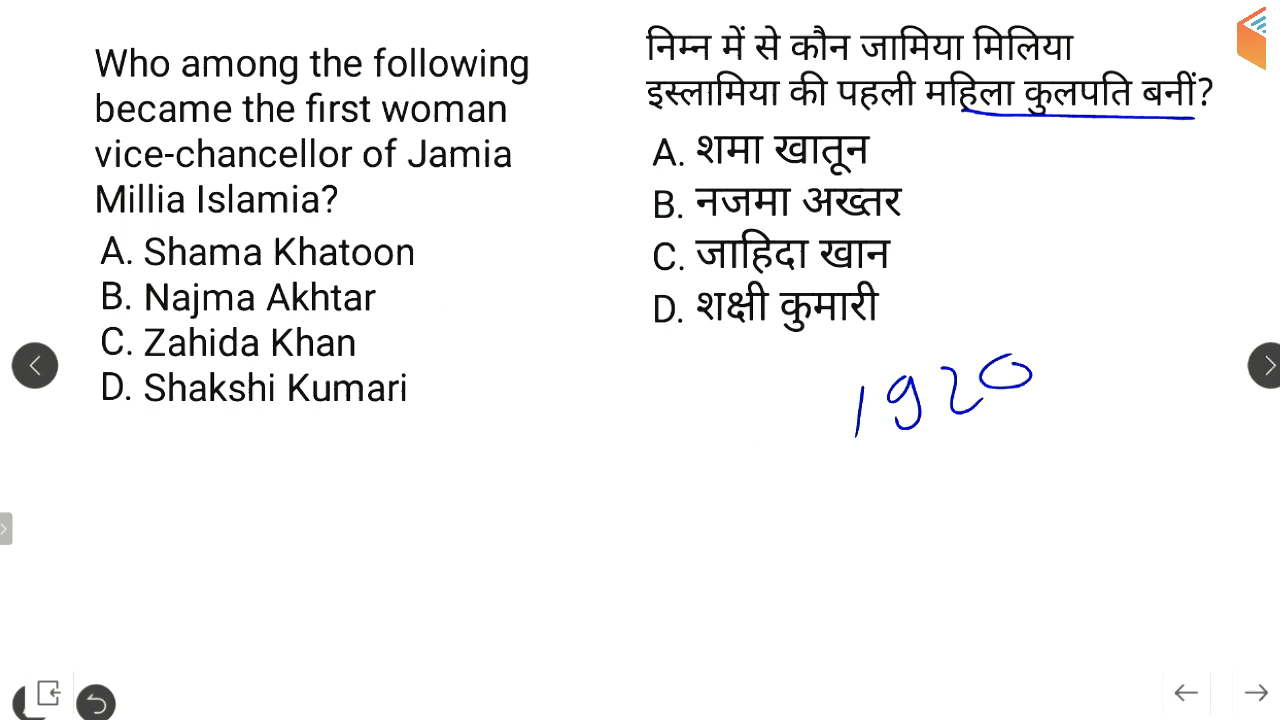 Who among the following
became the first woman
vice-chancellor of Jamia
Millia Islamia?
A. Shama Khatoon
B. Najma Akhtar
C. Zahida Khan
D. Shakshi Kumari
निम्न में से कौन जामिया मिलिया
इस्लामिया की पहली महिला कुलपति बनीं?
A. शमा खातून
B. नजमा अख्तर
C. जाहिदा खान
D. शक्षी कुमारी
1920